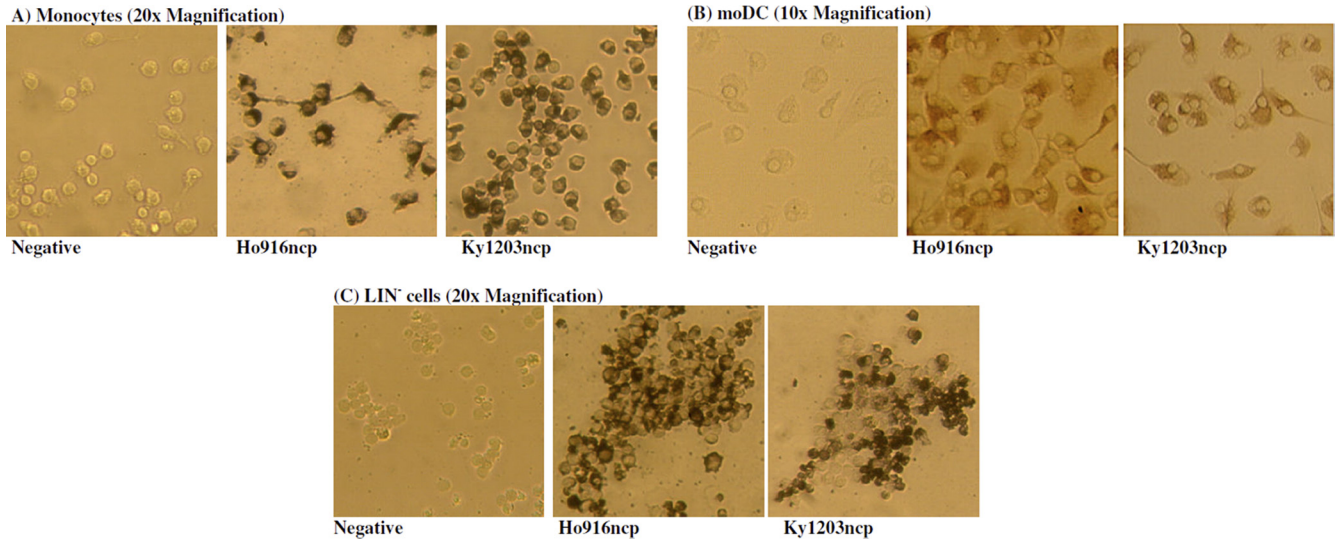 A) Monocytes (20x Magnification)
Negative
Ho916ncp
Ky1203ncp
(B) moDC (10x Magnification)
Negative
Ho916ncp
Ky1203ncp
(C) LIN⁻ cells (20x Magnification)
Negative
Ho916ncp
Ky1203ncp